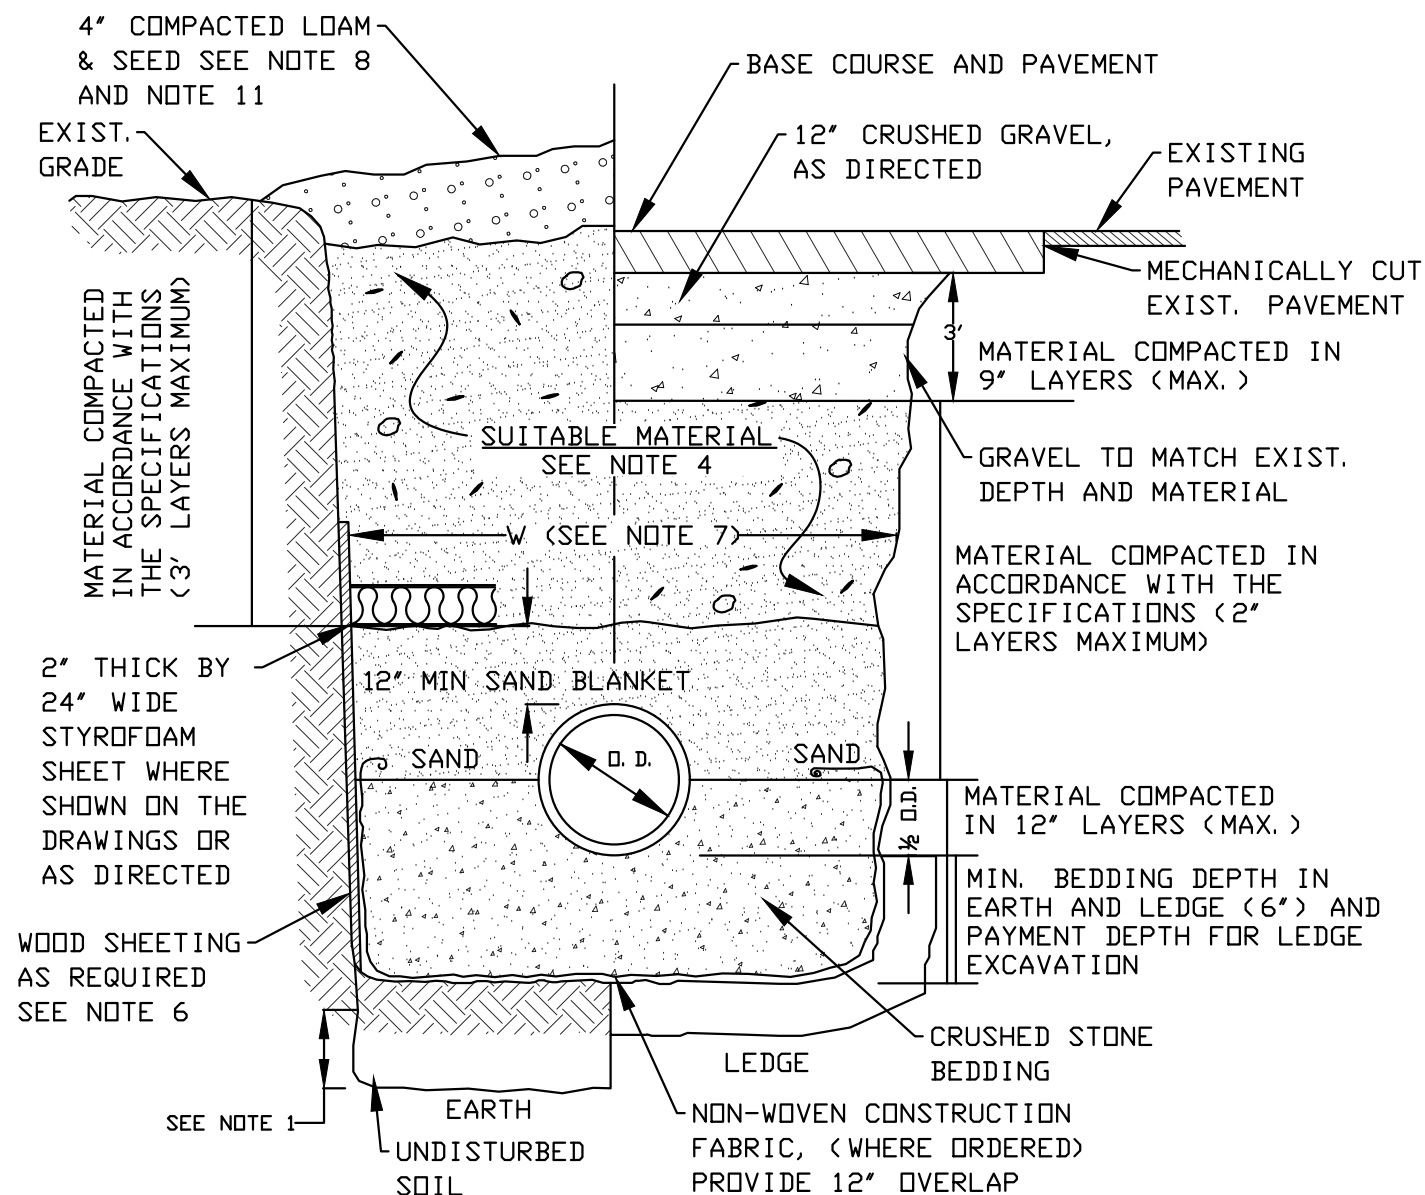 4" COMPACTED LOAM
& SEED SEE NOTE 8
AND NOTE 11
EXIST.
GRADE
BASE COURSE AND PAVEMENT
12" CRUSHED GRAVEL,
AS DIRECTED
EXISTING
PAVEMENT
MECHANICALLY CUT
EXIST. PAVEMENT
MATERIAL COMPACTED
IN ACCORDANCE WITH
THE SPECIFICATIONS
(3' LAYERS MAXIMUM)
3'
MATERIAL COMPACTED IN
9" LAYERS (MAX.)
SUITABLE MATERIAL
SEE NOTE 4
GRAVEL TO MATCH EXIST.
DEPTH AND MATERIAL
W (SEE NOTE 7)
MATERIAL COMPACTED IN
ACCORDANCE WITH THE
SPECIFICATIONS (2"
LAYERS MAXIMUM)
2" THICK BY
24" WIDE
STYROFOAM
SHEET WHERE
SHOWN ON THE
DRAWINGS OR
AS DIRECTED
12" MIN SAND BLANKET
SAND
O.D.
SAND
½ O.D.
MATERIAL COMPACTED
IN 12" LAYERS (MAX.)
MIN. BEDDING DEPTH IN
EARTH AND LEDGE (6") AND
PAYMENT DEPTH FOR LEDGE
EXCAVATION
WOOD SHEETING
AS REQUIRED
SEE NOTE 6
CRUSHED STONE
BEDDING
LEDGE
EARTH
SEE NOTE 1
UNDISTURBED
SOIL
NON-WOVEN CONSTRUCTION
FABRIC, (WHERE ORDERED)
PROVIDE 12" OVERLAP